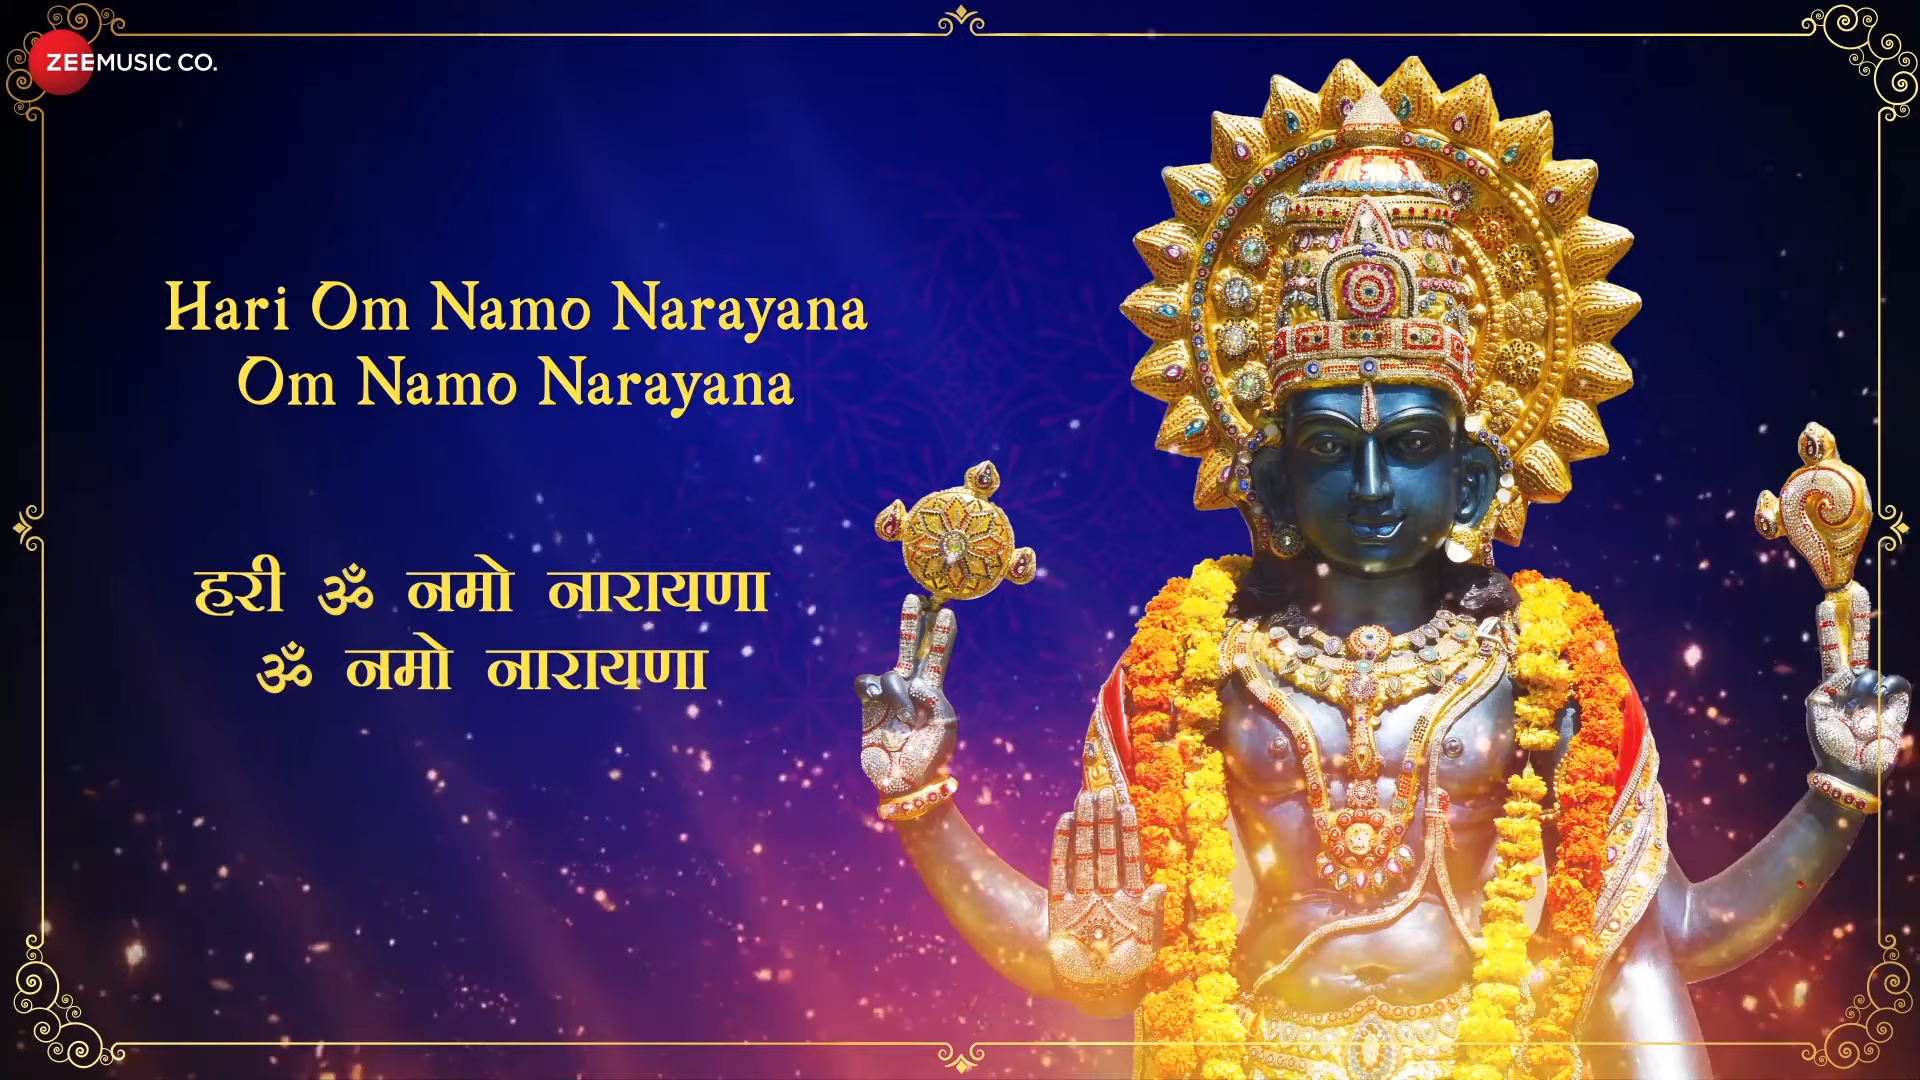 ZEEMUSIC CO.
Hari Om Namo Narayana
Om Namo Narayana
हरी ॐ नमो नारायणा
ॐ नमो नारायणा